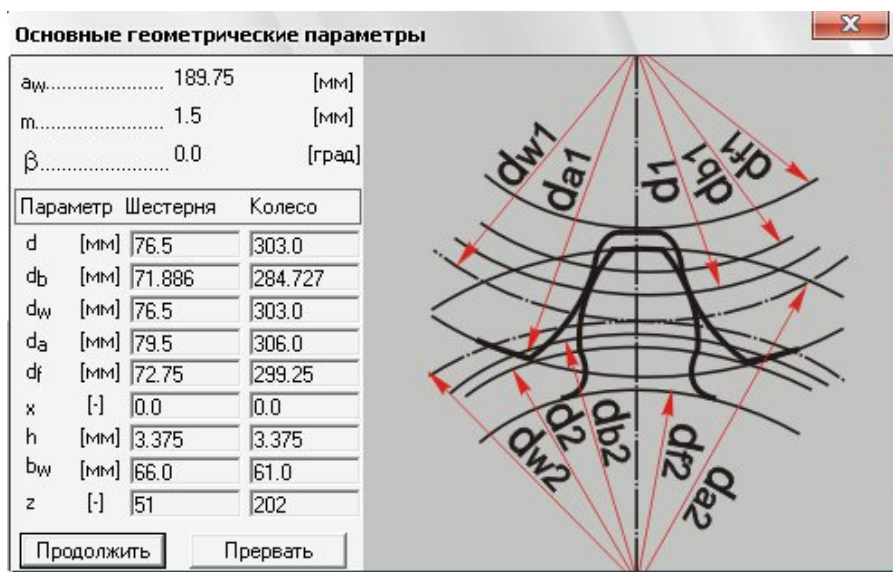 Основные геометрические параметры
aw...................... 189.75 [мм]
m...................... 1.5 [мм]
β...................... 0.0 [град]
Параметр Шестерня Колесо
d [мм] 76.5 303.0
db [мм] 71.886 284.727
dw [мм] 76.5 303.0
da [мм] 79.5 306.0
df [мм] 72.75 299.25
x [-] 0.0 0.0
h [мм] 3.375 3.375
bw [мм] 66.0 61.0
z [-] 51 202
Продолжить Прервать
dw1
da1
d1
db1
df1
dw2
d2
db2
df2
da2